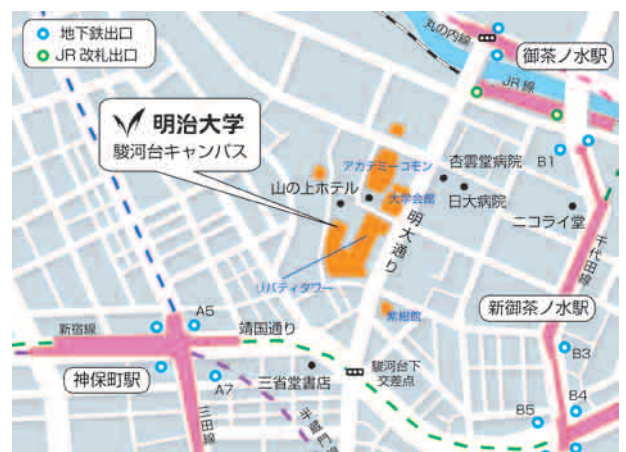 地下鉄出口
JR改札出口
丸の内線
御茶ノ水駅
JR線
明治大学
駿河台キャンパス
アカデミーコモン
杏雲堂病院
B1
山の上ホテル
大学会館
日大病院
ニコライ堂
明大通り
千代田線
リバティタワー
紫紺館
新御茶ノ水駅
A5
新宿線
靖国通り
B3
神保町駅
A7
三省堂書店
駿河台下
交差点
三田線
半蔵門線
B5
B4